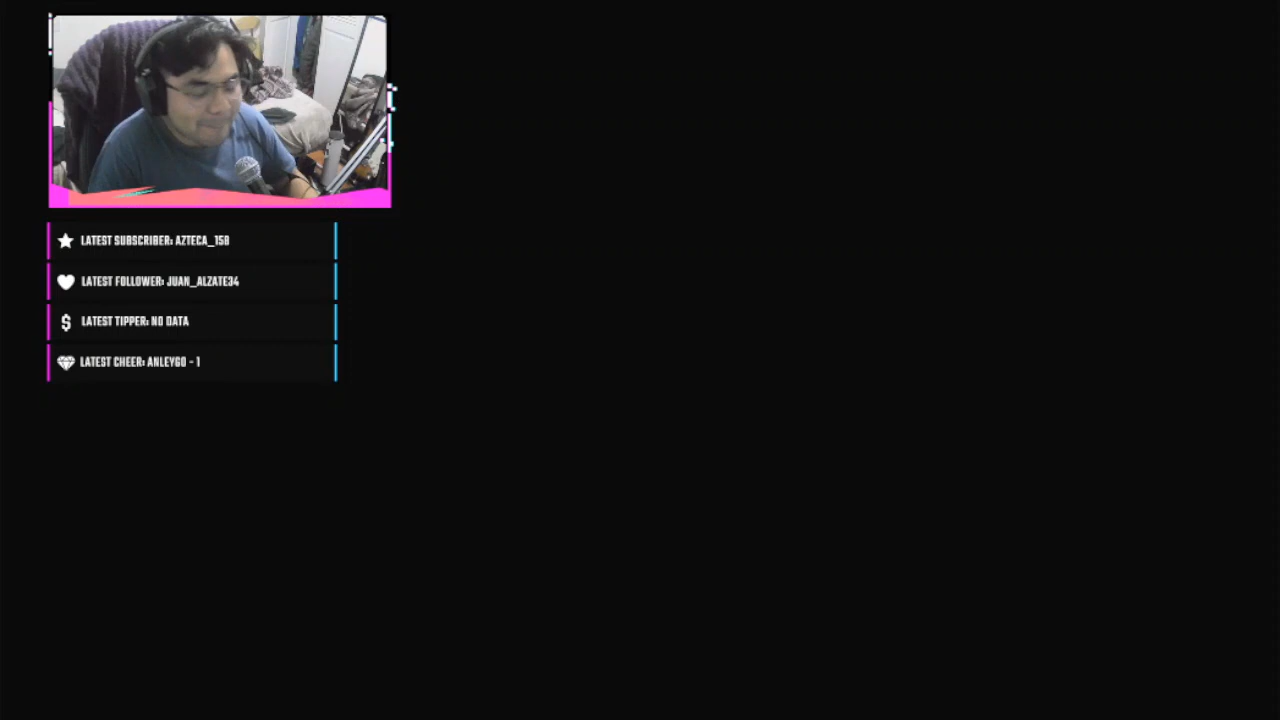 LATEST SUBSCRIBER: AZTECA_158
LATEST FOLLOWER: JUAN_ALZATE34
LATEST TIPPER: NO DATA
LATEST CHEER: ANLEYGO - 1